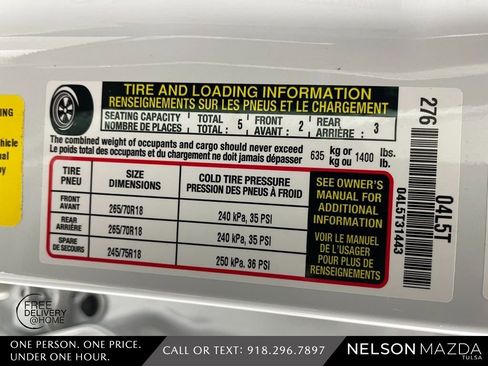 TIRE AND LOADING INFORMATION
RENSEIGNEMENTS SUR LES PNEUS ET LE CHARGEMENT
SEATING CAPACITY TOTAL : 5 FRONT : 2 REAR : 3
NOMBRE DE PLACES TOTAL : 5 AVANT : 2 ARRIÈRE : 3
The combined weight of occupants and cargo should never exceed 635 kg or 1400 lbs.
Le poids total des occupants et du chargement ne doit jamais dépasser kg ou lb.
TIRE PNEU
SIZE DIMENSIONS
COLD TIRE PRESSURE
PRESSION DES PNEUS À FROID
FRONT AVANT 265/70R18 240 kPa, 35 PSI
REAR ARRIÈRE 265/70R18 240 kPa, 35 PSI
SPARE DE SECOURS 245/75R18 250 kPa, 36 PSI
SEE OWNER'S
MANUAL FOR
ADDITIONAL
INFORMATION
VOIR LE MANUEL
DE L'USAGER
POUR PLUS DE
RENSEIGNEMENTS
276
04L5T31443
04L5T
FREE
DELIVERY
@HOME
ONE PERSON. ONE PRICE.
UNDER ONE HOUR.
CALL OR TEXT: 918.296.7897
NELSON MAZDA
TULSA